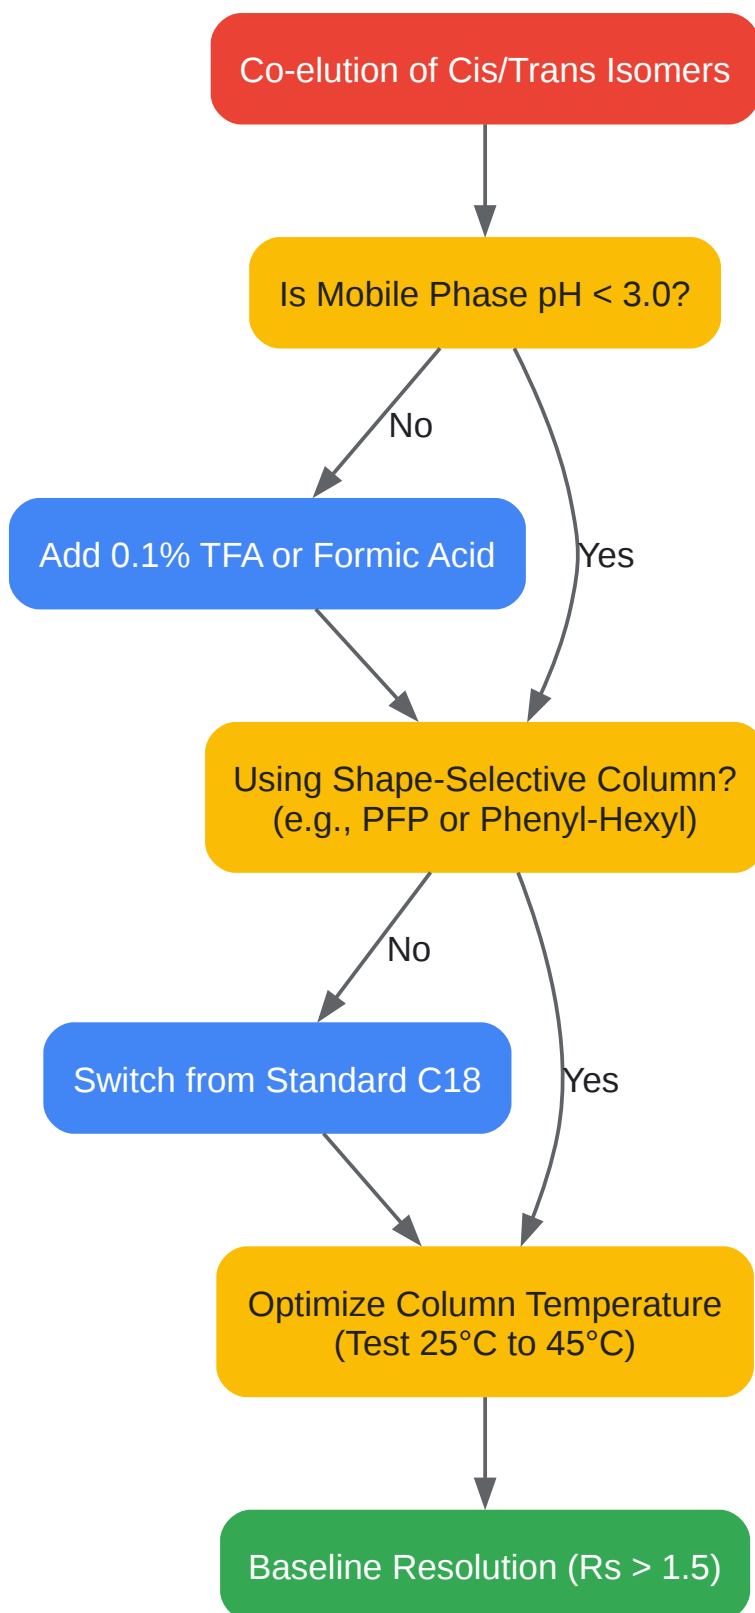 Co-elution of Cis/Trans Isomers
Is Mobile Phase pH < 3.0?
No
Add 0.1% TFA or Formic Acid
Yes
Using Shape-Selective Column?
(e.g., PFP or Phenyl-Hexyl)
No
Switch from Standard C18
Yes
Optimize Column Temperature
(Test 25°C to 45°C)
Baseline Resolution (Rs > 1.5)